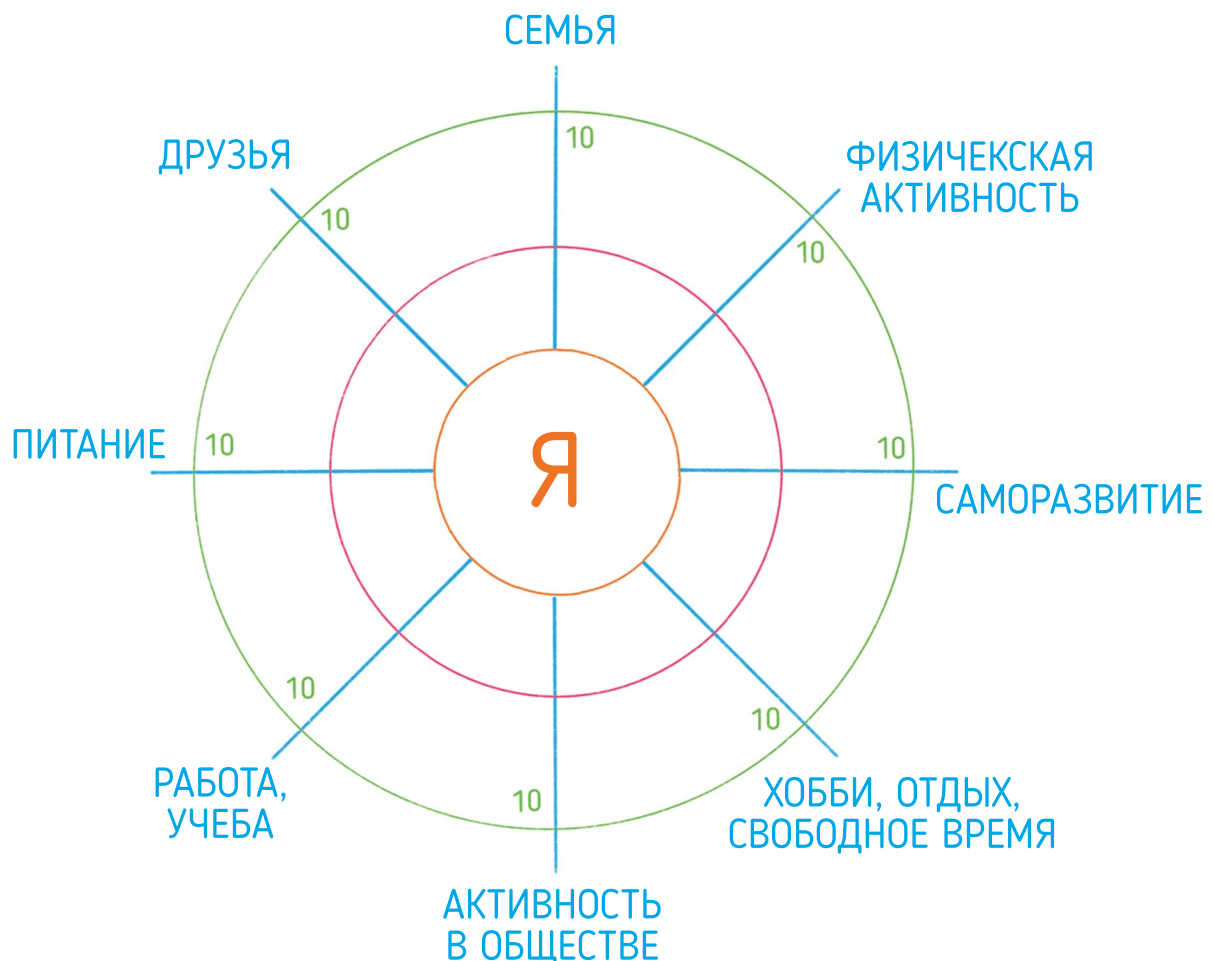 СЕМЬЯ
10
ДРУЗЬЯ
10
ФИЗИЧЕКСКАЯ
АКТИВНОСТЬ
10
ПИТАНИЕ
10
Я
10
САМОРАЗВИТИЕ
10
РАБОТА,
УЧЕБА
10
ХОББИ, ОТДЫХ,
СВОБОДНОЕ ВРЕМЯ
10
АКТИВНОСТЬ
В ОБЩЕСТВЕ